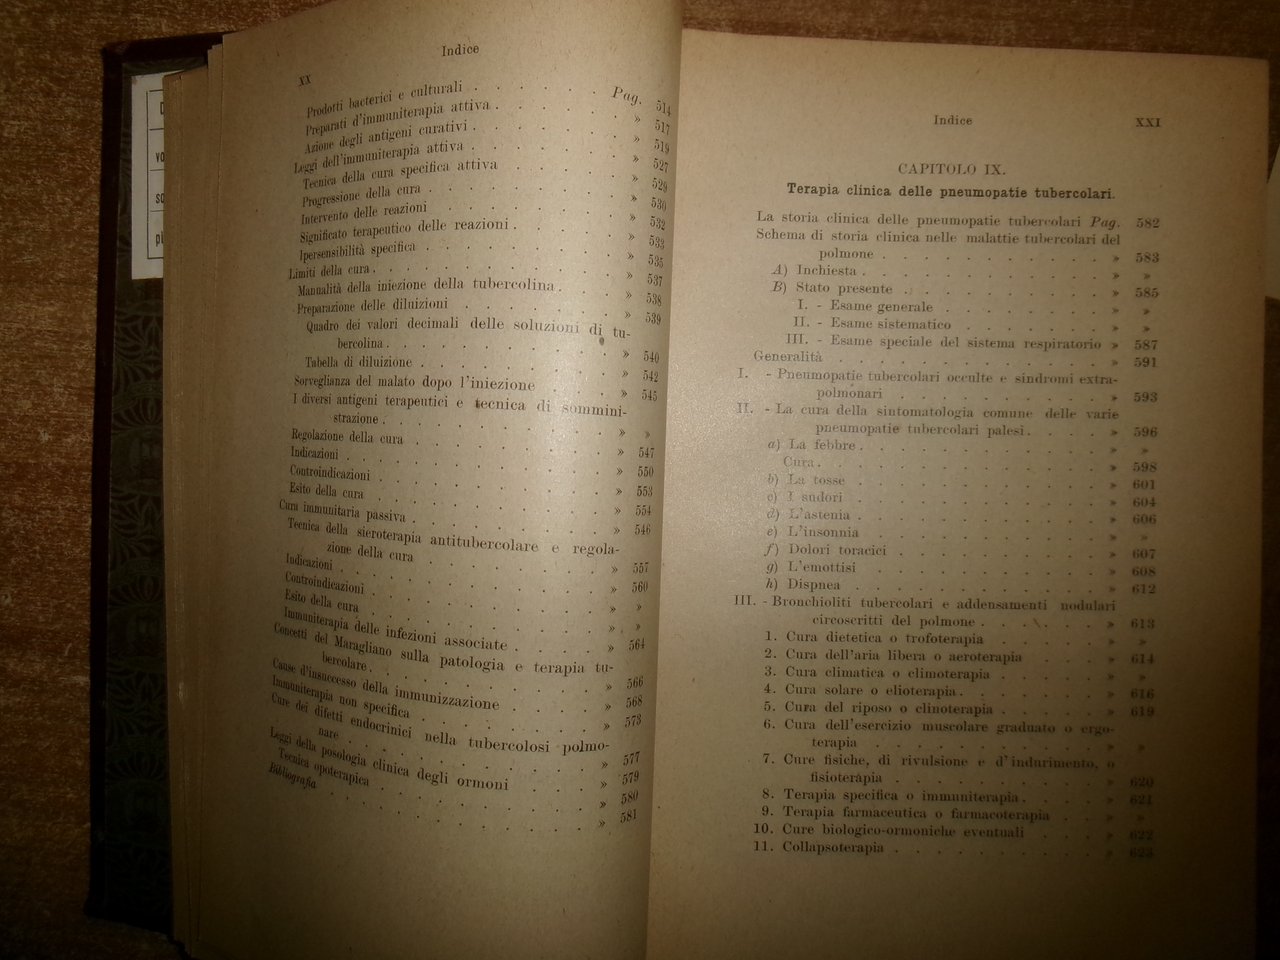 XX
Indice
Prodotti bacterici e culturali . . . . . . Pag. 514
Preparati d'immuniterapia attiva . . . . . » 517
Azione degli antigeni curativi . . . . . . » 519
Leggi dell'immuniterapia attiva . . . . . . » 527
Tecnica della cura specifica attiva . . . . . » 529
Progressione della cura . . . . . . . . » 530
Intervento delle reazioni . . . . . . . . » 532
Significato terapeutico delle reazioni . . . . . » 533
Ipersensibilità specifica . . . . . . . . » 535
Limiti della cura . . . . . . . . . . » 537
Manualità della iniezione della tubercolina . . . » 538
Preparazione delle diluizioni . . . . . . . » 539
Quadro dei valori decimali delle soluzioni di tu-
bercolina . . . . . . . . . » 540
Tabella di diluizione . . . . . . . . » 542
Sorveglianza del malato dopo l'iniezione . . . . » 545
I diversi antigeni terapeutici e tecnica di sommini-
strazione . . . . . . . . . » »
Regolazione della cura . . . . . . . . » 547
Indicazioni . . . . . . . . . . . » 550
Controindicazioni . . . . . . . . . . » 553
Esito della cura . . . . . . . . . . » 554
Cura immunitaria passiva . . . . . . . . » 546
Tecnica della sieroterapia antitubercolare e regola-
zione della cura . . . . . . . . » 557
Indicazioni . . . . . . . . . . . » 560
Controindicazioni . . . . . . . . . . » »
Esito della cura . . . . . . . . . . » »
Immuniterapia delle infezioni associate . . . . » 564
Concetti del Maragliano sulla patologia e terapia tu-
bercolare . . . . . . . . . » 566
Cause d'insuccesso della immunizzazione . . . . » 568
Immuniterapia non specifica . . . . . . . » 573
Cure dei difetti endocrinici nella tubercolosi polmo-
nare . . . . . . . . . . » 577
Leggi della posologia clinica degli ormoni . . . » 579
Tecnica opoterapica . . . . . . . . . » 580
Bibliografia . . . . . . . . . . . » 581
Indice
XXI
CAPITOLO IX.
Terapia clinica delle pneumopatie tubercolari.
La storia clinica delle pneumopatie tubercolari Pag. 582
Schema di storia clinica nelle malattie tubercolari del
polmone . . . . . . . . . » 583
A) Inchiesta . . . . . . . . . » »
B) Stato presente . . . . . . . . » 585
I. - Esame generale . . . . . . » »
II. - Esame sistematico . . . . . . » »
III. - Esame speciale del sistema respiratorio » 587
Generalità . . . . . . . . . . . » 591
I. - Pneumopatie tubercolari occulte e sindromi extra-
polmonari . . . . . . . . » 593
II. - La cura della sintomatologia comune delle varie
pneumopatie tubercolari palesi . . . . » 596
a) La febbre . . . . . . . . . » »
Cura . . . . . . . . . . » 598
b) La tosse . . . . . . . . . » 601
c) I sudori . . . . . . . . . » 604
d) L'astenia . . . . . . . . . » 606
e) L'insonnia . . . . . . . . . » »
f) Dolori toracici . . . . . . . . » 607
g) L'emottisi . . . . . . . . . » 608
h) Dispnea . . . . . . . . . » 612
III. - Bronchioliti tubercolari e addensamenti nodulari
circoscritti del polmone . . . . . » 613
1. Cura dietetica o trofoterapia . . . . » »
2. Cura dell'aria libera o aeroterapia . . . » 614
3. Cura climatica o climoterapia . . . . » »
4. Cura solare o elioterapia . . . . . » 616
5. Cura del riposo o clinoterapia . . . . » 619
6. Cura dell'esercizio muscolare graduato o ergo-
terapia . . . . . . . . » »
7. Cure fisiche, di rivulsione e d'indurimento, o
fisioterapia . . . . . . . » 620
8. Terapia specifica o immuniterapia . . . . » 621
9. Terapia farmaceutica o farmacoterapia . . » »
10. Cure biologico-ormoniche eventuali . . . » 622
11. Collapsoterapia . . . . . . . . » 623